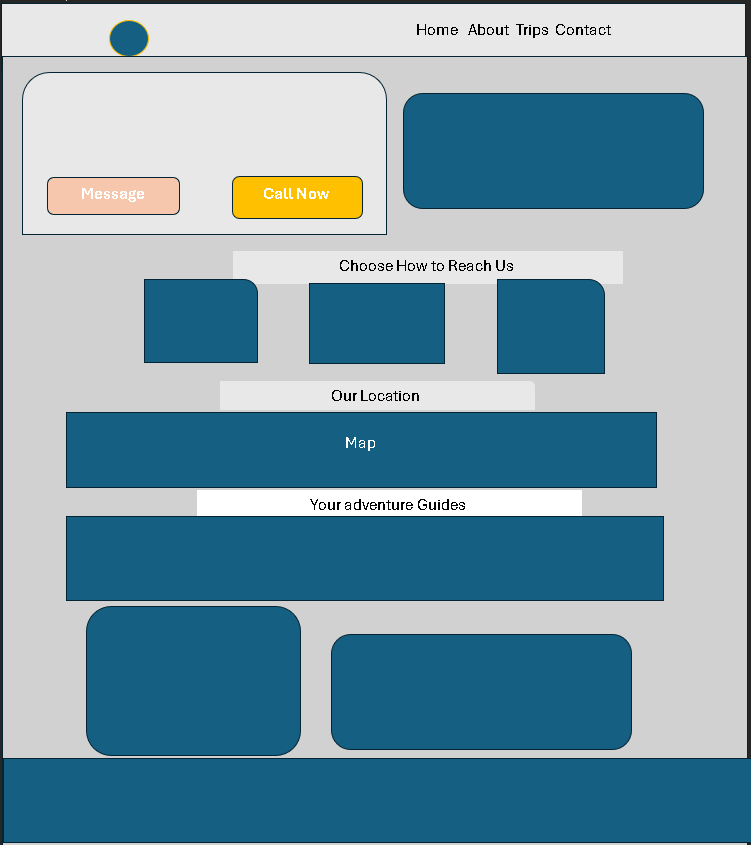 Home About Trips Contact
Message
Call Now
Choose How to Reach Us
Our Location
Map
Your adventure Guides